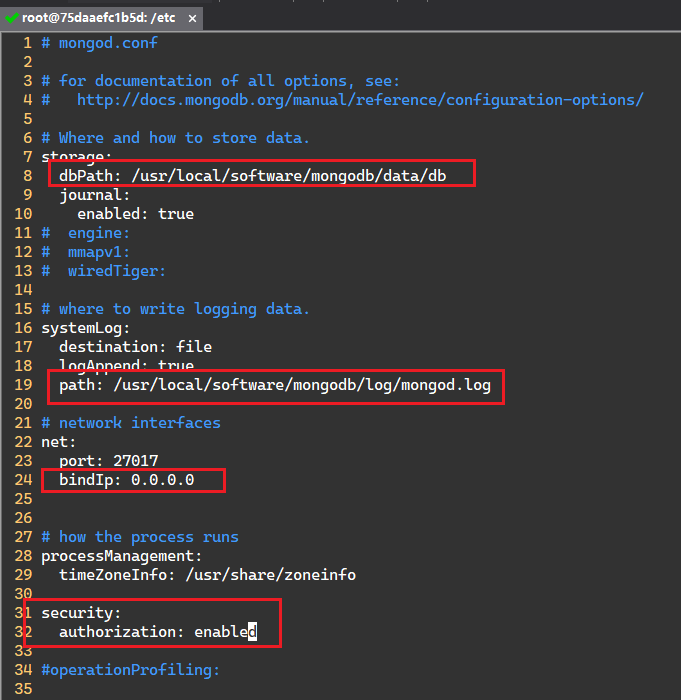 root@75daaefc1b5d: /etc ×
1 # mongod.conf
2
3 # for documentation of all options, see:
4 #   http://docs.mongodb.org/manual/reference/configuration-options/
5
6 # Where and how to store data.
7 storage:
8   dbPath: /usr/local/software/mongodb/data/db
9   journal:
10     enabled: true
11 #  engine:
12 #  mmapv1:
13 #  wiredTiger:
14
15 # where to write logging data.
16 systemLog:
17   destination: file
18   logAppend: true
19   path: /usr/local/software/mongodb/log/mongod.log
20
21 # network interfaces
22 net:
23   port: 27017
24   bindIp: 0.0.0.0
25
26
27 # how the process runs
28 processManagement:
29   timeZoneInfo: /usr/share/zoneinfo
30
31 security:
32   authorization: enabled
33
34 #operationProfiling:
35